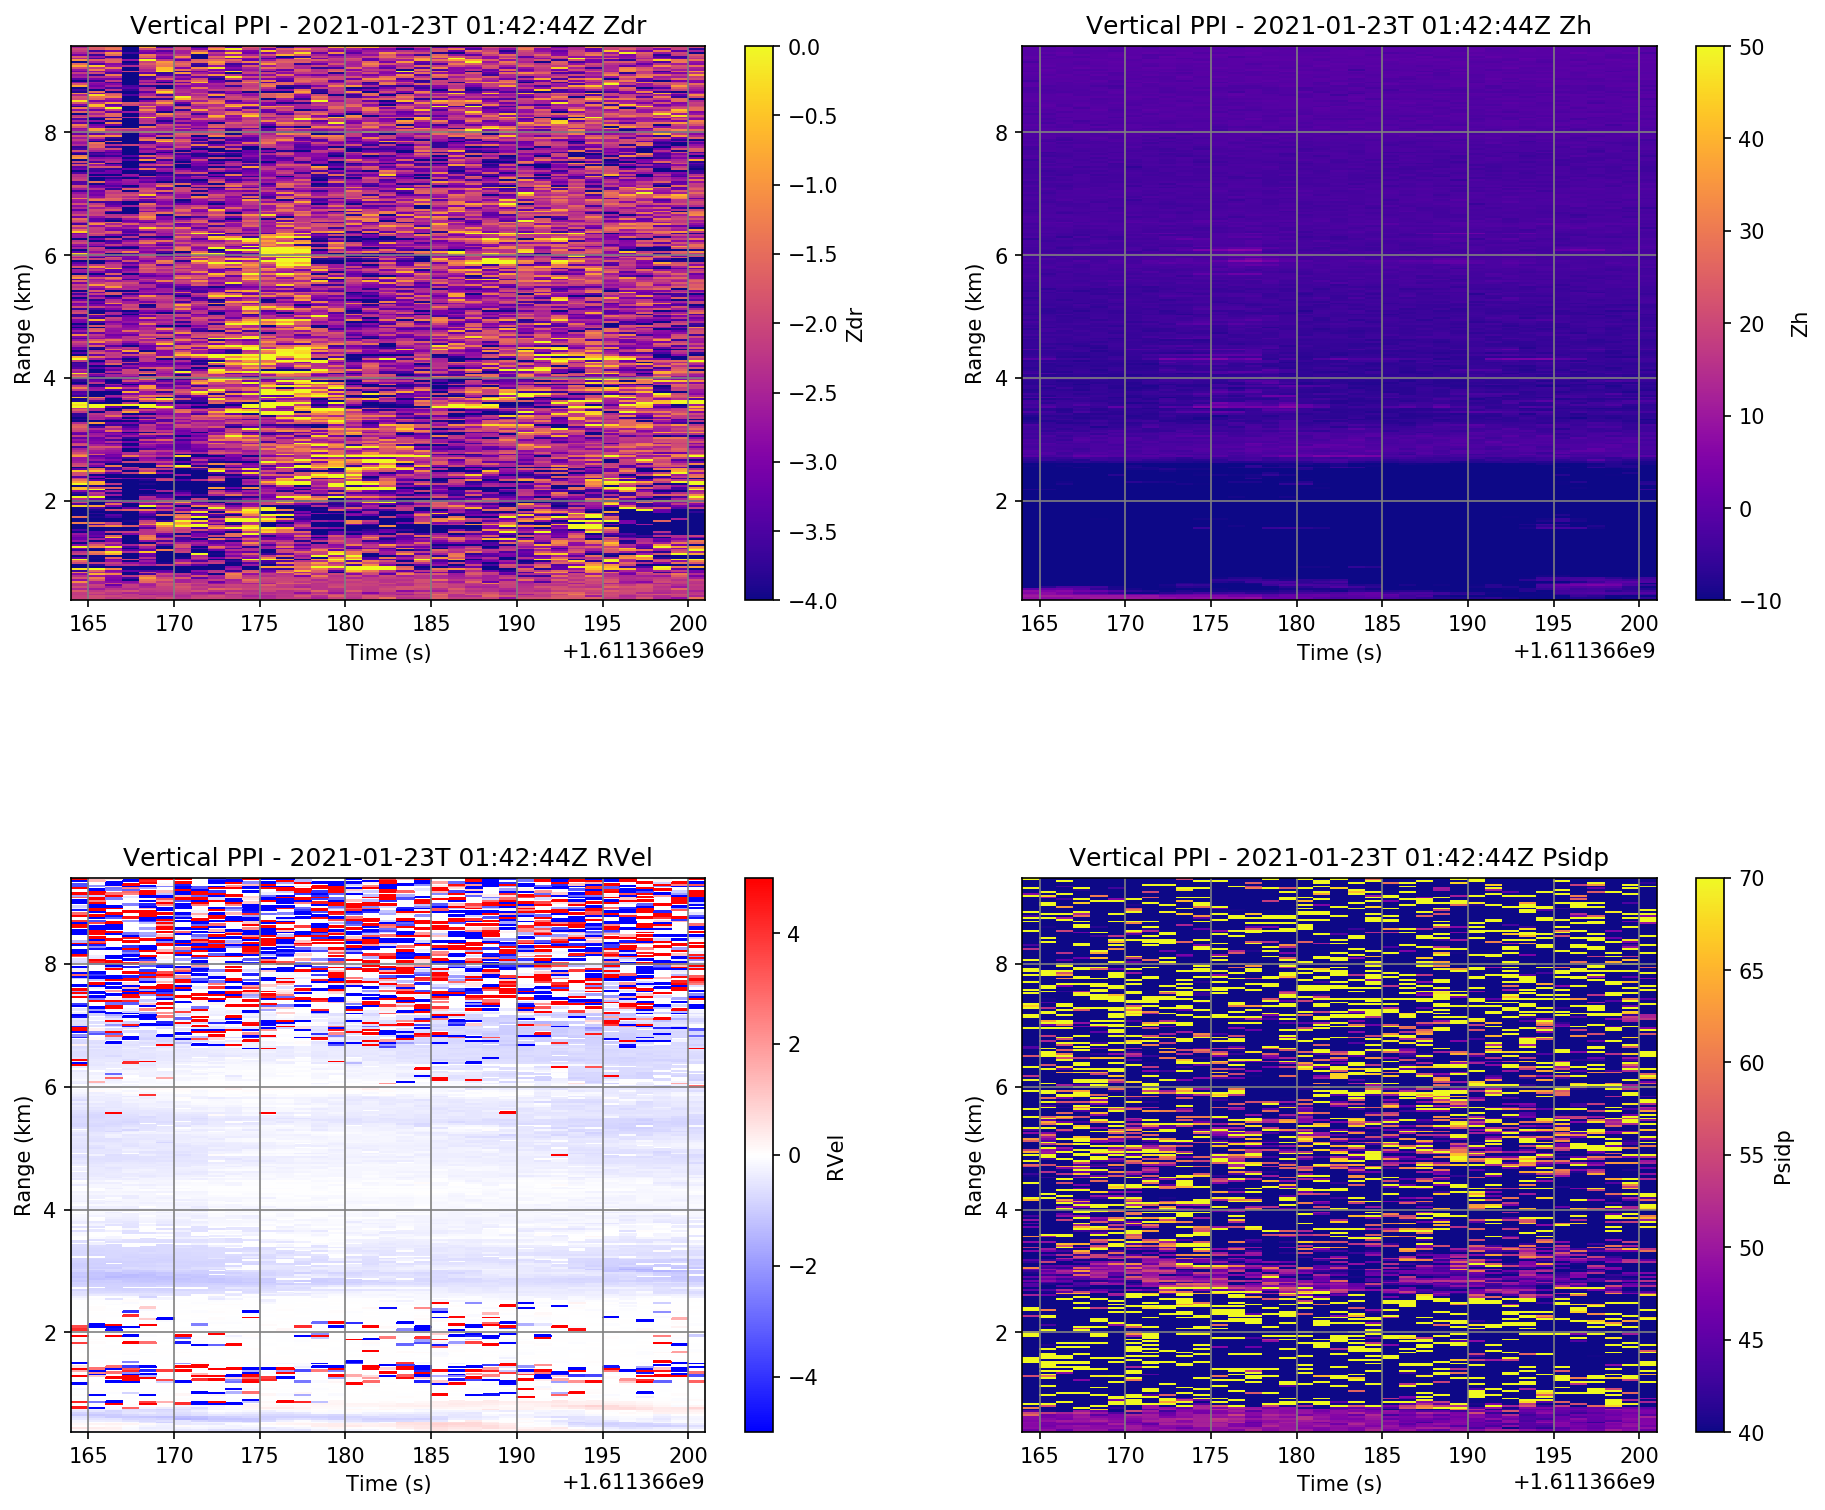 Vertical PPI - 2021-01-23T 01:42:44Z Zdr
Range (km)
8
6
4
2
165 170 175 180 185 190 195 200
Time (s)
+1.611366e9
0.0
−0.5
−1.0
−1.5
−2.0
−2.5
−3.0
−3.5
−4.0
Zdr
Vertical PPI - 2021-01-23T 01:42:44Z Zh
Range (km)
8
6
4
2
165 170 175 180 185 190 195 200
Time (s)
+1.611366e9
50
40
30
20
10
0
−10
Zh
Vertical PPI - 2021-01-23T 01:42:44Z RVel
Range (km)
8
6
4
2
165 170 175 180 185 190 195 200
Time (s)
+1.611366e9
4
2
0
−2
−4
RVel
Vertical PPI - 2021-01-23T 01:42:44Z Psidp
Range (km)
8
6
4
2
165 170 175 180 185 190 195 200
Time (s)
+1.611366e9
70
65
60
55
50
45
40
Psidp